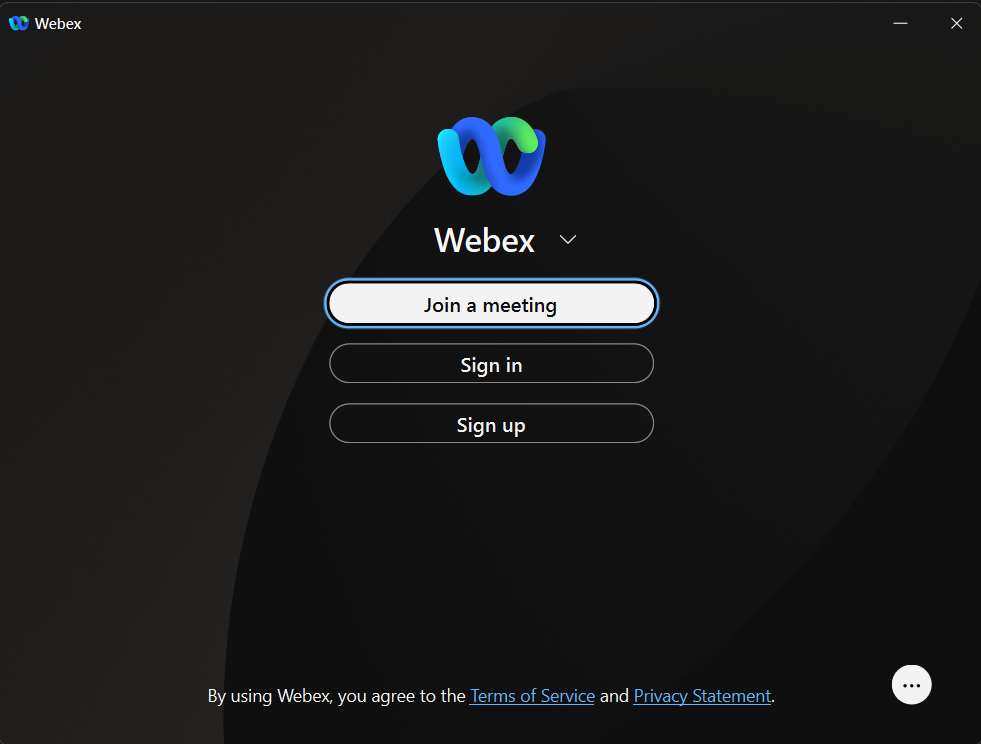 Webex
Webex
Join a meeting
Sign in
Sign up
By using Webex, you agree to the Terms of Service and Privacy Statement.